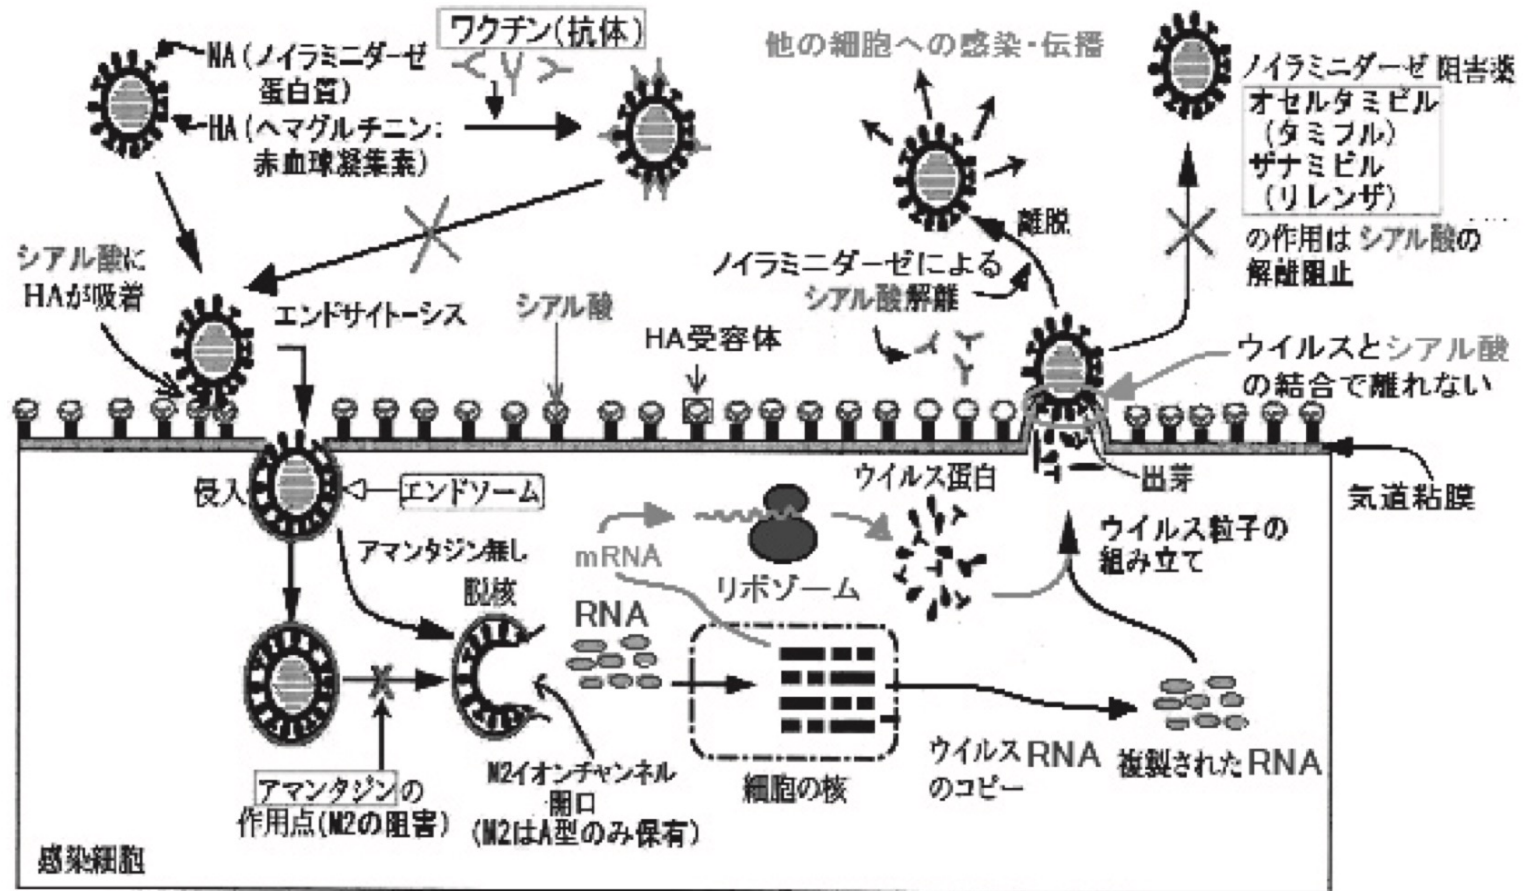 ワクチン(抗体)
NA(ノイラミニダーゼ
蛋白質)
HA(ヘマグルチニン:
赤血球凝集素)
他の細胞への感染・伝播
ノイラミニダーゼ 阻害薬
オセルタミビル
(タミフル)
ザナミビル
(リレンザ)
の作用は シアル酸の
解離阻止
離脱
ノイラミニダーゼによる
シアル酸解離
シアル酸に
HAが吸着
エンドサイトーシス
シアル酸
HA受容体
ウイルスとシアル酸
の結合で離れない
侵入
エンドソーム
ウイルス蛋白
出芽
気道粘膜
アマンタジン無し
脱核
mRNA
リボゾーム
ウイルス粒子の
組み立て
RNA
アマンタジンの
作用点(M2の阻害)
M2イオンチャンネル
開口
(M2はA型のみ保有)
細胞の核
ウイルスRNA
のコピー
複製されたRNA
感染細胞